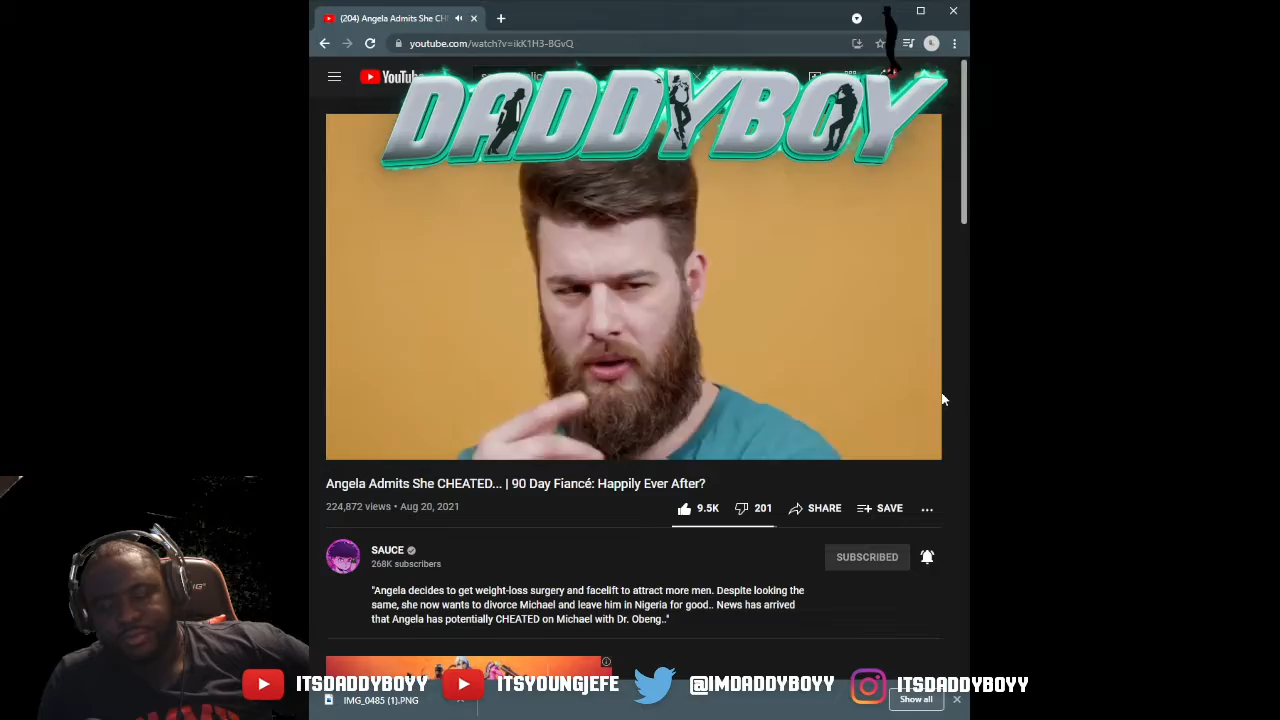 (204) Angela Admits She CH
youtube.com/watch?v=ikK1H3-BGvQ
YouTube
DADDYBOY
Angela Admits She CHEATED... | 90 Day Fiancé: Happily Ever After?
224,872 views • Aug 20, 2021
9.5K 201 SHARE SAVE
SAUCE
268K subscribers
SUBSCRIBED
"Angela decides to get weight-loss surgery and facelift to attract more men. Despite looking the
same, she now wants to divorce Michael and leave him in Nigeria for good.. News has arrived
that Angela has potentially CHEATED on Michael with Dr. Obeng.."
ITSDADDYBOYY ITSYOUNGJEFE @IMDADDYBOYY ITSDADDYBOYY
IMG_0485 (1).PNG
Show all